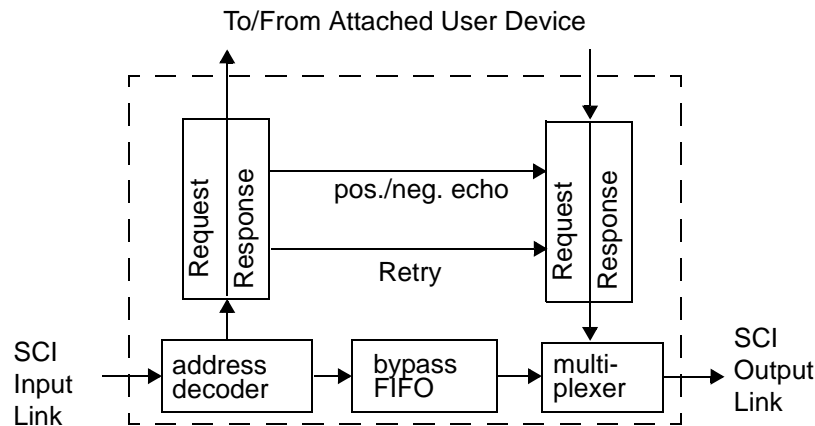 To/From Attached User Device
Request
Response
pos./neg. echo
Retry
Request
Response
SCI
Input
Link
address
decoder
bypass
FIFO
multi-
plexer
SCI
Output
Link